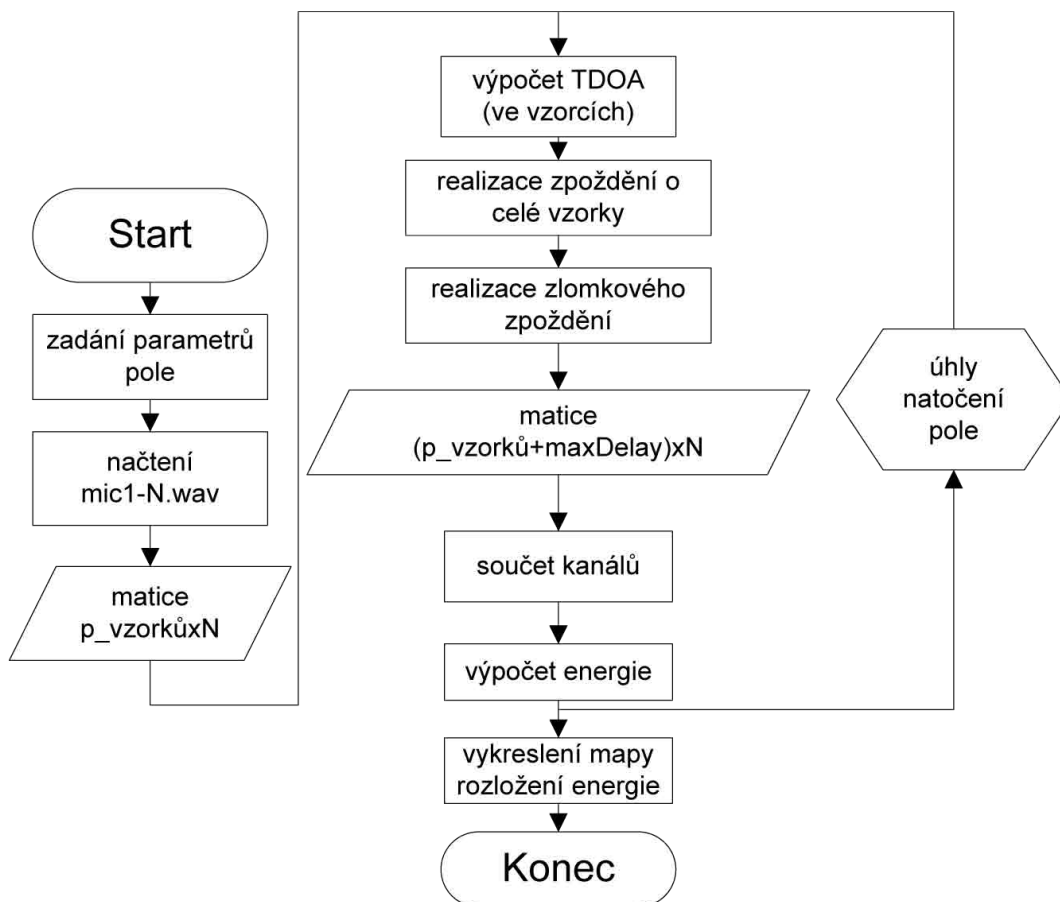 Start
zadání parametrů
pole
načtení
mic1-N.wav
matice
p_vzorkůxN
výpočet TDOA
(ve vzorcích)
realizace zpoždění o
celé vzorky
realizace zlomkového
zpoždění
matice
(p_vzorků+maxDelay)xN
součet kanálů
výpočet energie
vykreslení mapy
rozložení energie
Konec
úhly
natočení
pole